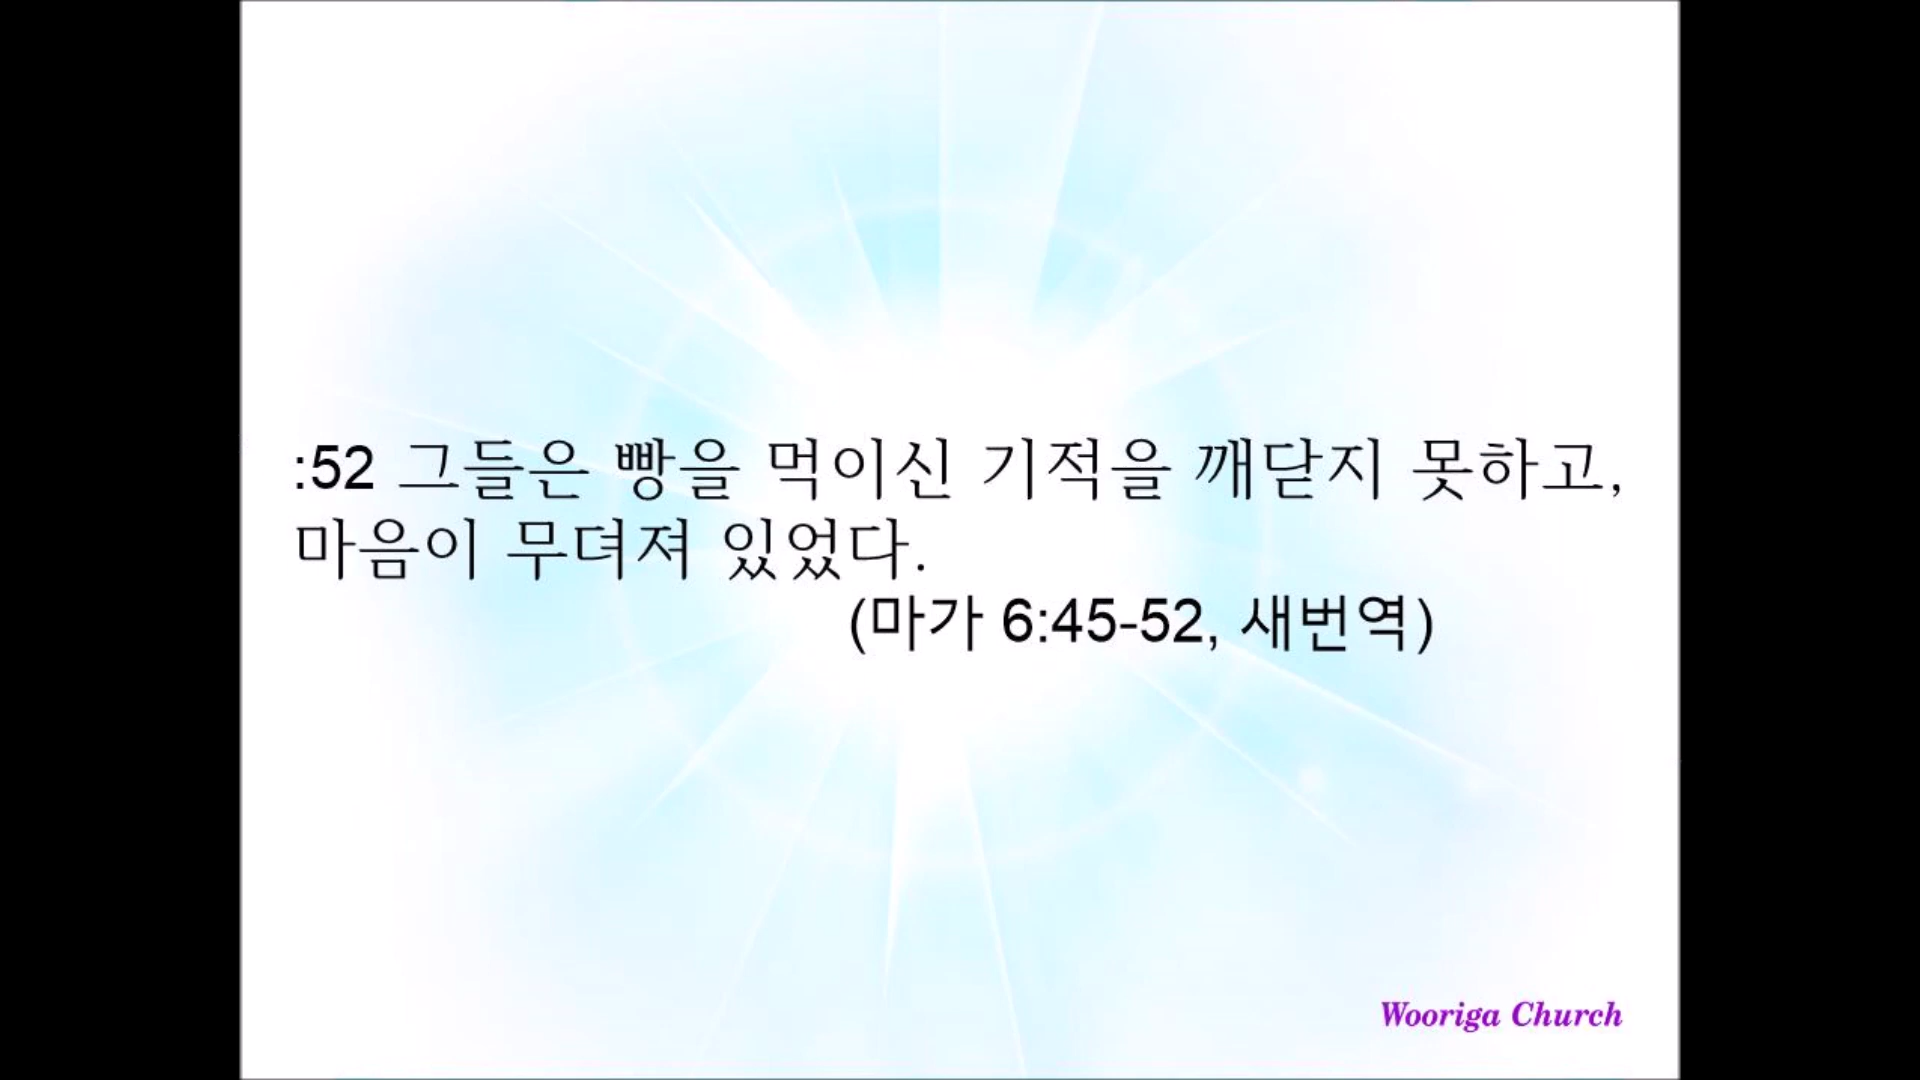 :52 그들은 빵을 먹이신 기적을 깨닫지 못하고,
마음이 무뎌져 있었다.
(마가 6:45-52, 새번역)
Wooriga Church